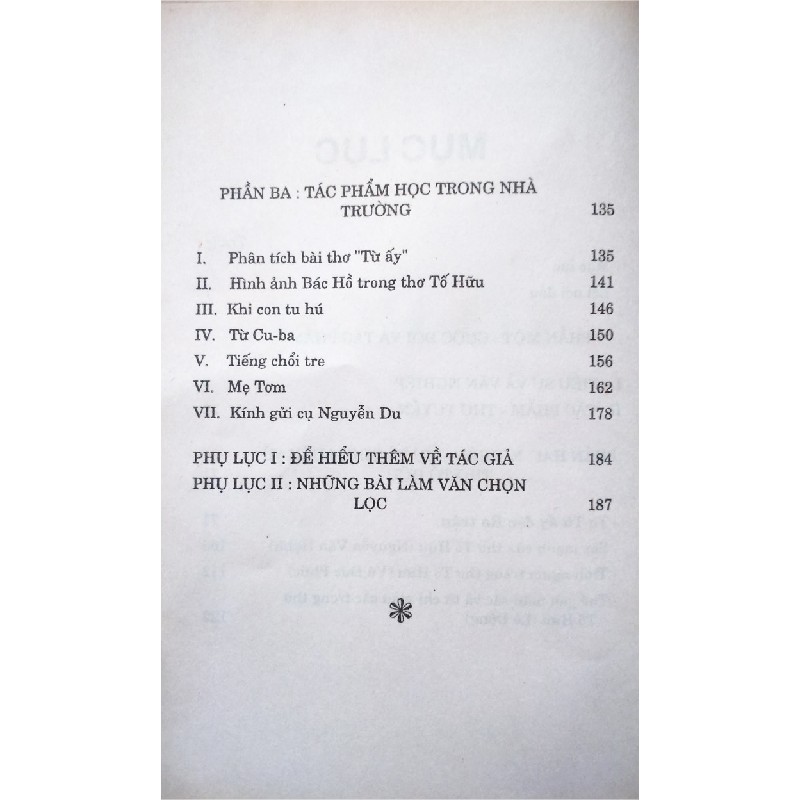 PHẦN BA : TÁC PHẨM HỌC TRONG NHÀ
TRƯỜNG 135
I. Phân tích bài thơ "Từ ấy" 135
II. Hình ảnh Bác Hồ trong thơ Tố Hữu 141
III. Khi con tu hú 146
IV. Từ Cu-ba 150
V. Tiếng chổi tre 156
VI. Mẹ Tơm 162
VII. Kính gửi cụ Nguyễn Du 178
PHỤ LỤC I : ĐỂ HIỂU THÊM VỀ TÁC GIẢ 184
PHỤ LỤC II : NHỮNG BÀI LÀM VĂN CHỌN
LỌC 187